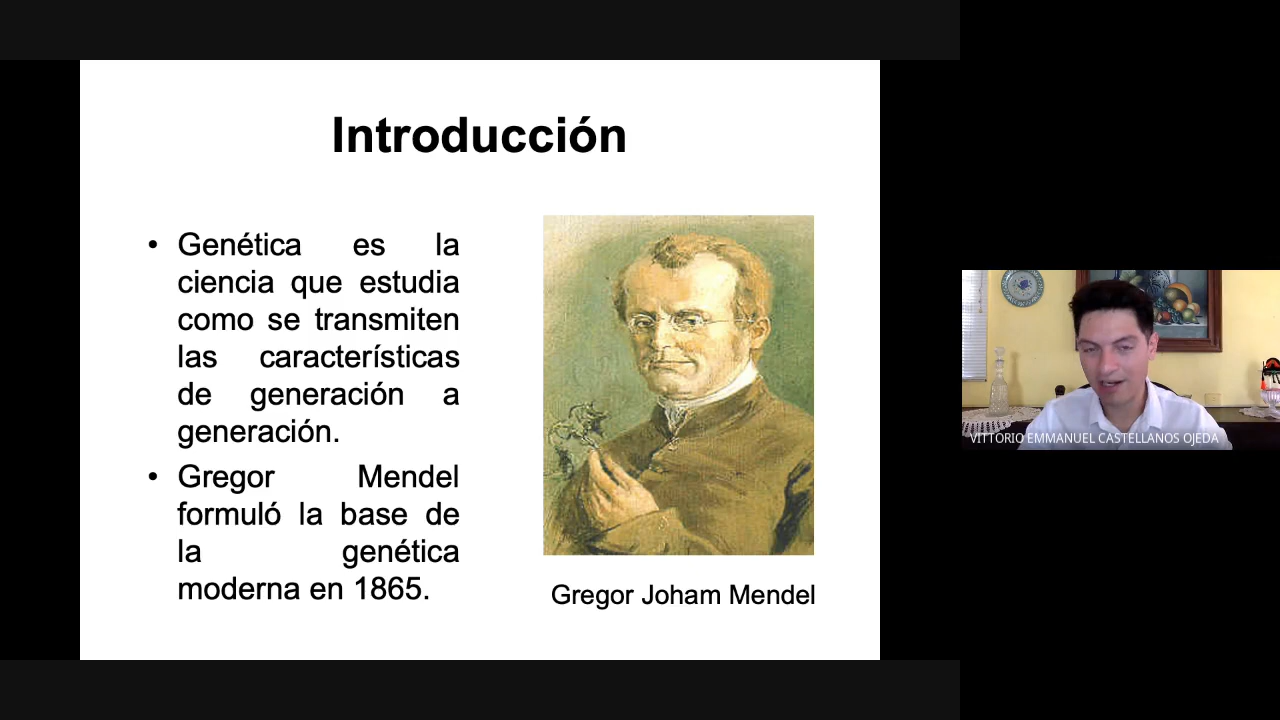 Introducción
• Genética es la
ciencia que estudia
como se transmiten
las características
de generación a
generación.
• Gregor Mendel
formuló la base de
la genética
moderna en 1865.
Gregor Joham Mendel
VITTORIO EMMANUEL CASTELLANOS OJEDA